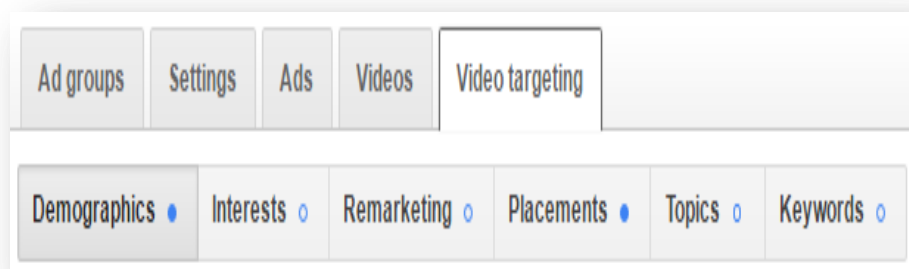 Ad groups Settings Ads Videos Video targeting
Demographics Interests Remarketing Placements Topics Keywords